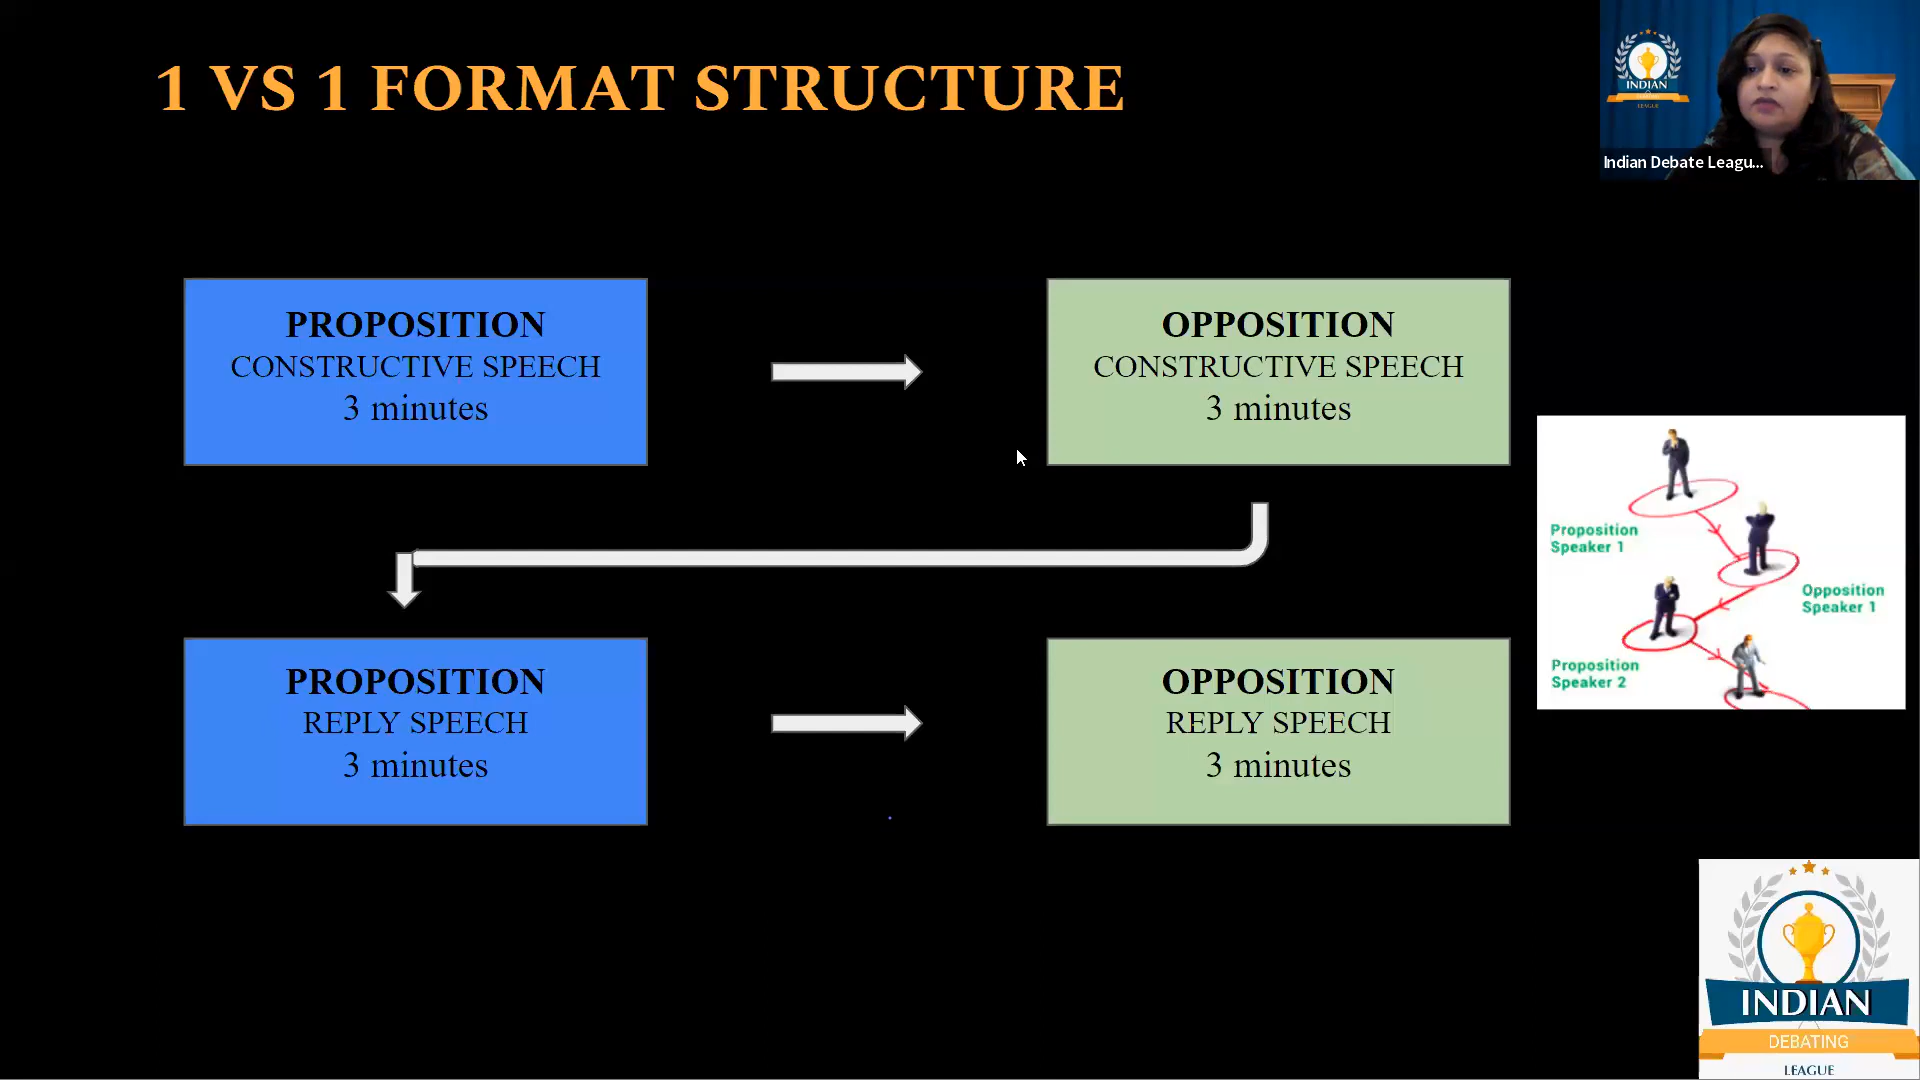 1 VS 1 FORMAT STRUCTURE
INDIAN
LEAGUE
Indian Debate Leagu...
PROPOSITION
CONSTRUCTIVE SPEECH
3 minutes
OPPOSITION
CONSTRUCTIVE SPEECH
3 minutes
Proposition
Speaker 1
Opposition
Speaker 1
Proposition
Speaker 2
PROPOSITION
REPLY SPEECH
3 minutes
OPPOSITION
REPLY SPEECH
3 minutes
INDIAN
DEBATING
LEAGUE